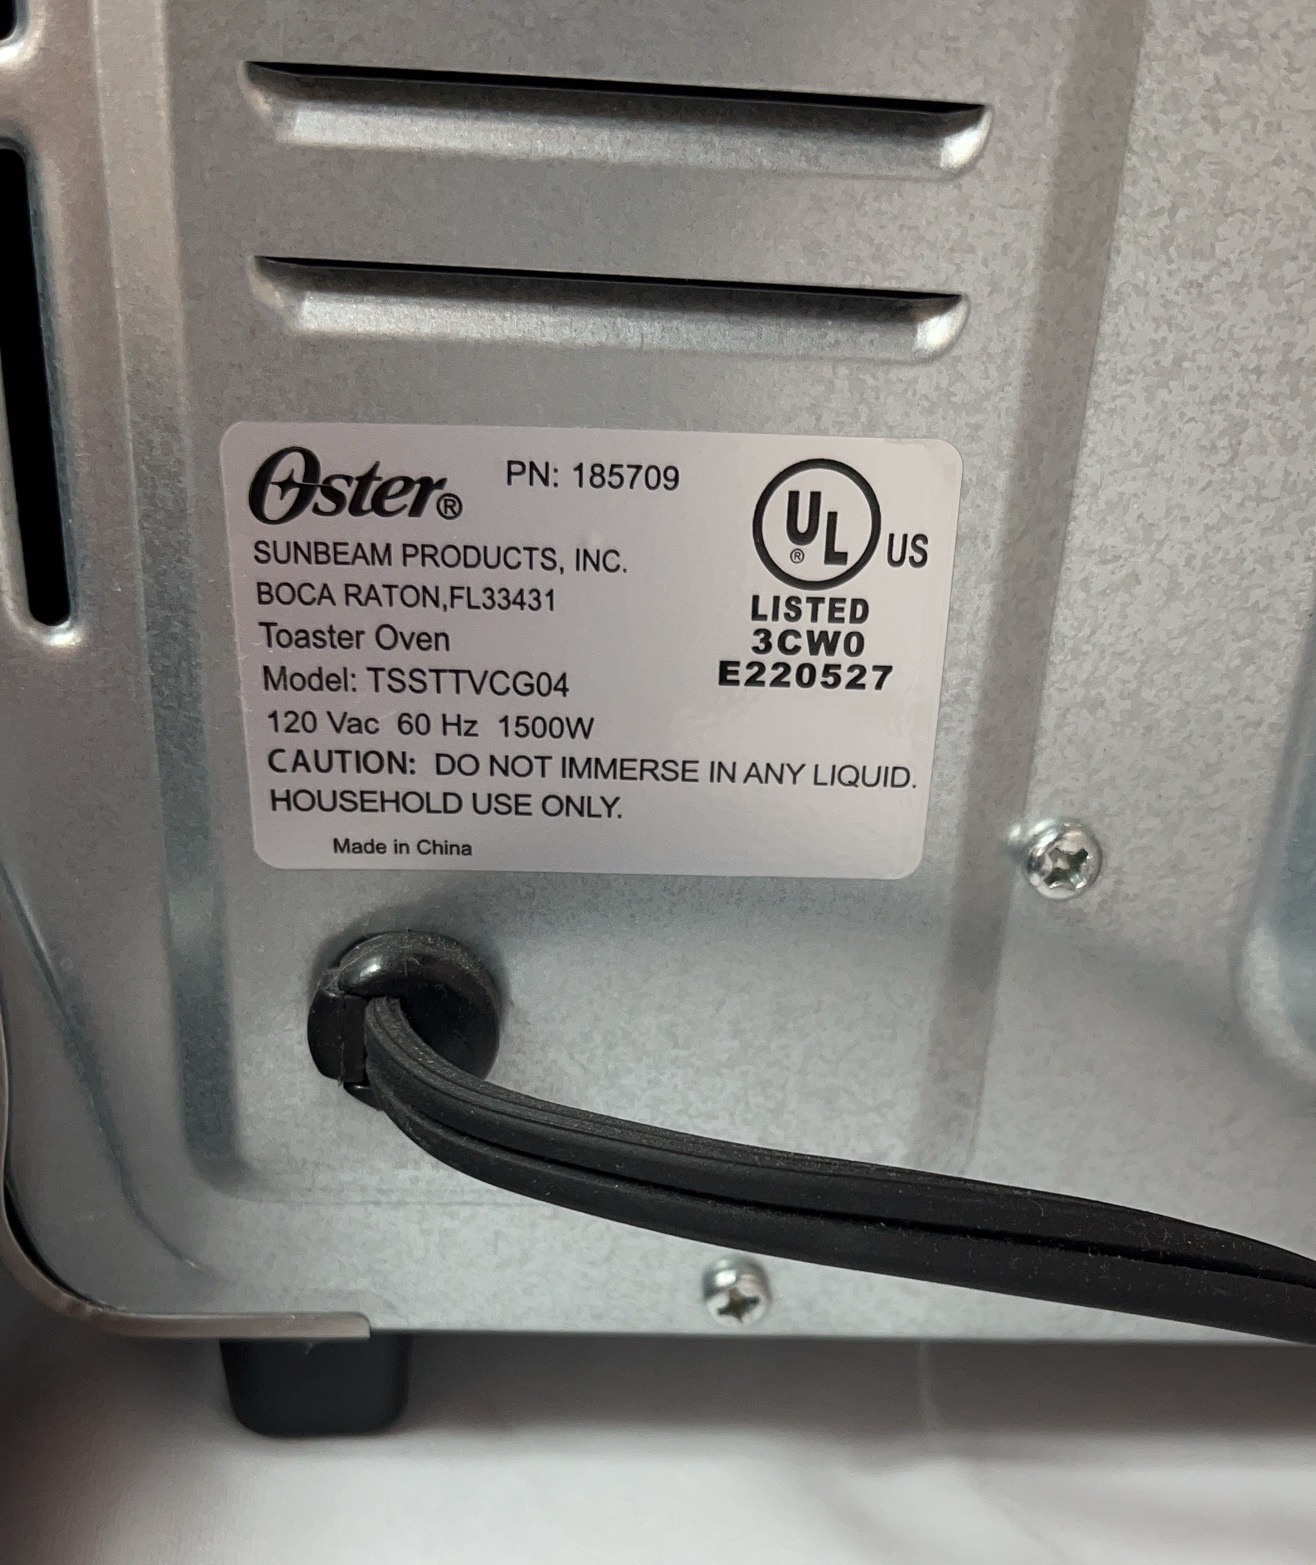 Oster®
PN: 185709
SUNBEAM PRODUCTS, INC.
BOCA RATON,FL33431
Toaster Oven
Model: TSSTTVCG04
120 Vac 60 Hz 1500W
CAUTION: DO NOT IMMERSE IN ANY LIQUID.
HOUSEHOLD USE ONLY.
Made in China
UL® US
LISTED
3CW0
E220527